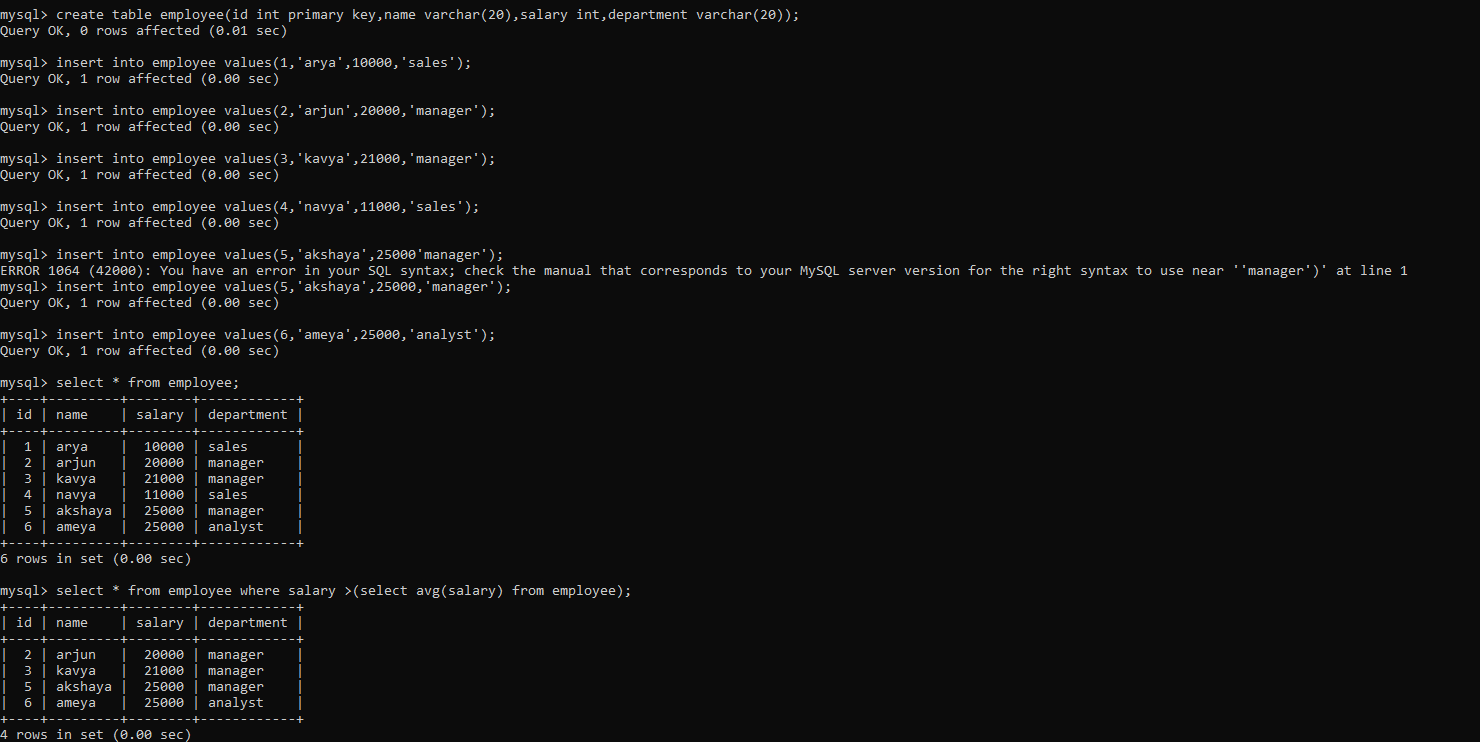 mysql> create table employee(id int primary key,name varchar(20),salary int,department varchar(20));
Query OK, 0 rows affected (0.01 sec)
mysql> insert into employee values(1,'arya',10000,'sales');
Query OK, 1 row affected (0.00 sec)
mysql> insert into employee values(2,'arjun',20000,'manager');
Query OK, 1 row affected (0.00 sec)
mysql> insert into employee values(3,'kavya',21000,'manager');
Query OK, 1 row affected (0.00 sec)
mysql> insert into employee values(4,'navya',11000,'sales');
Query OK, 1 row affected (0.00 sec)
mysql> insert into employee values(5,'akshaya',25000'manager');
ERROR 1064 (42000): You have an error in your SQL syntax; check the manual that corresponds to your MySQL server version for the right syntax to use near ''manager')' at line 1
mysql> insert into employee values(5,'akshaya',25000,'manager');
Query OK, 1 row affected (0.00 sec)
mysql> insert into employee values(6,'ameya',25000,'analyst');
Query OK, 1 row affected (0.00 sec)
mysql> select * from employee;
+----+---------+--------+------------+
| id | name    | salary | department |
+----+---------+--------+------------+
|  1 | arya    |  10000 | sales      |
|  2 | arjun   |  20000 | manager    |
|  3 | kavya   |  21000 | manager    |
|  4 | navya   |  11000 | sales      |
|  5 | akshaya |  25000 | manager    |
|  6 | ameya   |  25000 | analyst    |
+----+---------+--------+------------+
6 rows in set (0.00 sec)
mysql> select * from employee where salary >(select avg(salary) from employee);
+----+---------+--------+------------+
| id | name    | salary | department |
+----+---------+--------+------------+
|  2 | arjun   |  20000 | manager    |
|  3 | kavya   |  21000 | manager    |
|  5 | akshaya |  25000 | manager    |
|  6 | ameya   |  25000 | analyst    |
+----+---------+--------+------------+
4 rows in set (0.00 sec)